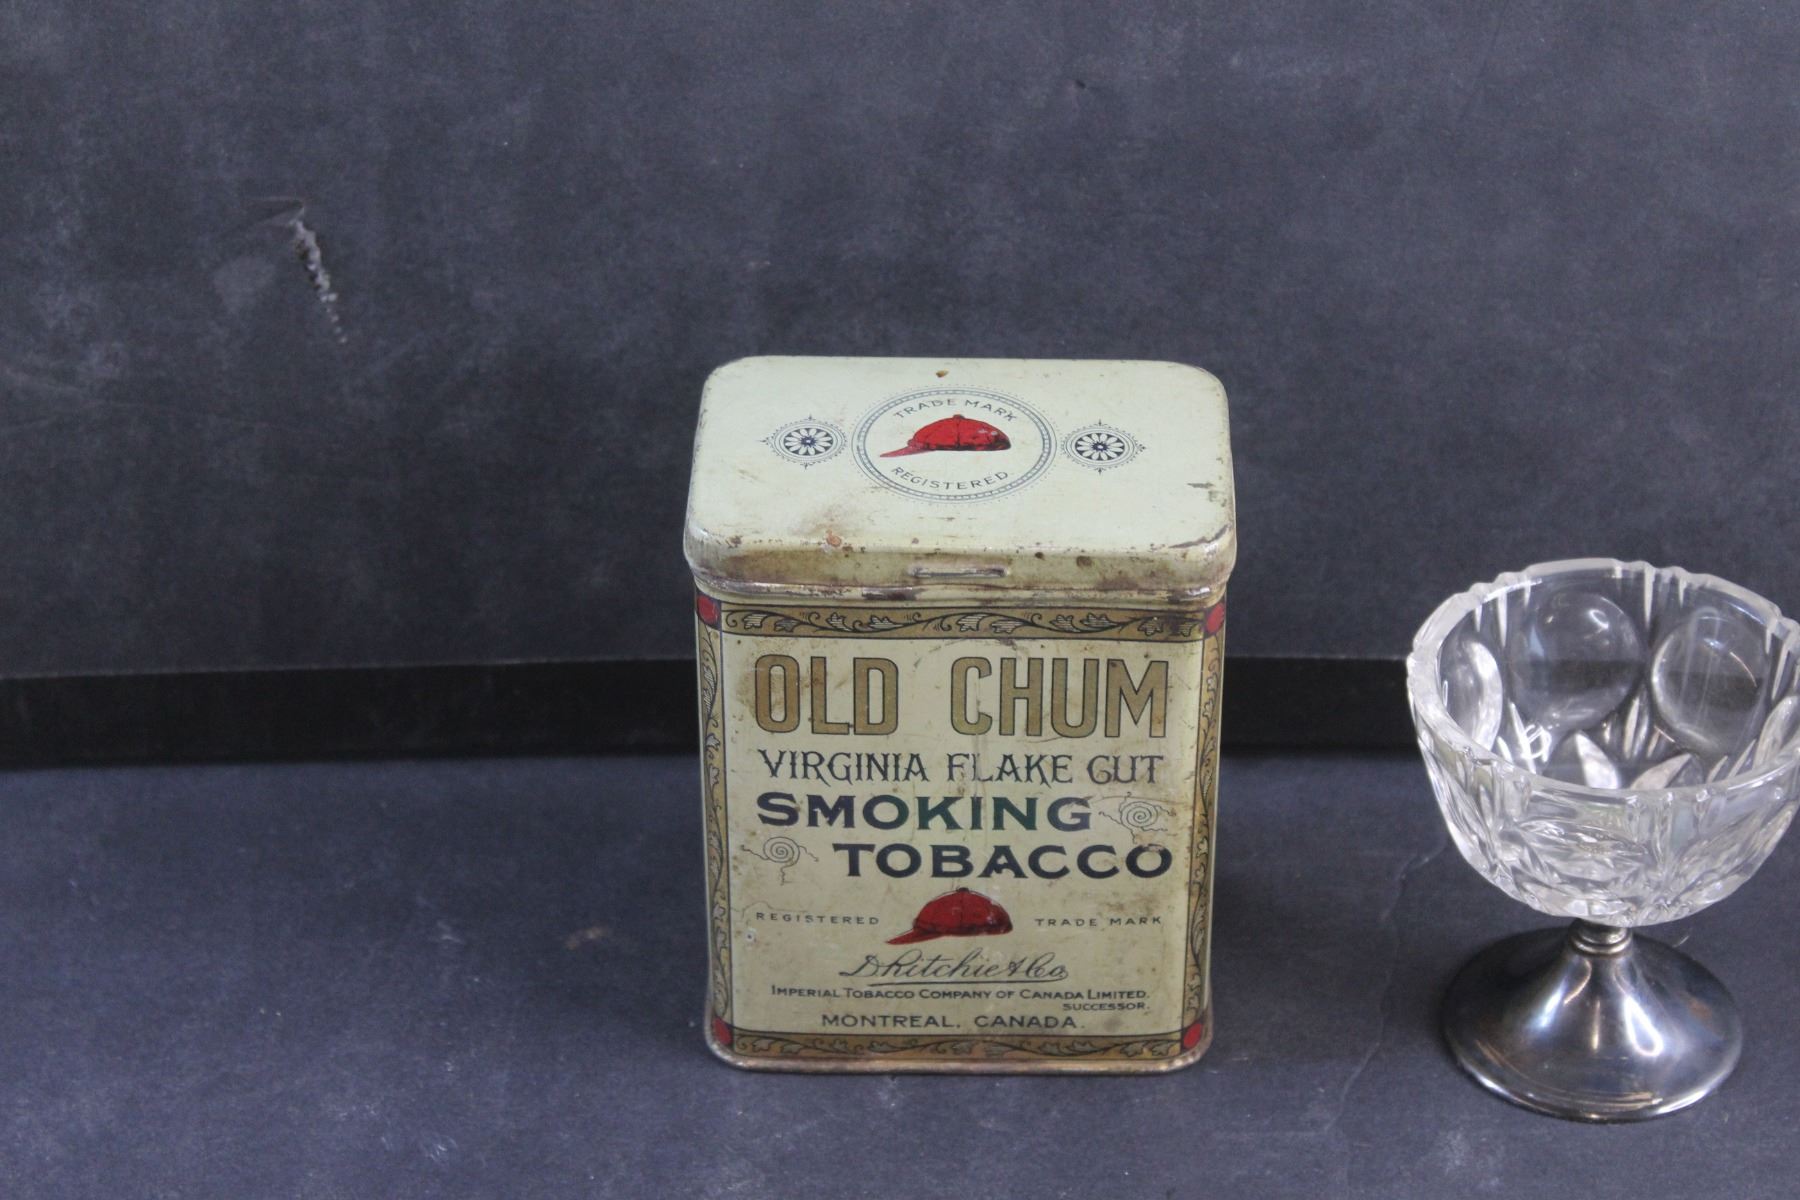 TRADE MARK
REGISTERED
OLD CHUM
VIRGINIA FLAKE CUT
SMOKING
TOBACCO
REGISTERED TRADE MARK
D. Ritchie & Co
IMPERIAL TOBACCO COMPANY OF CANADA LIMITED.
SUCCESSOR.
MONTREAL, CANADA.